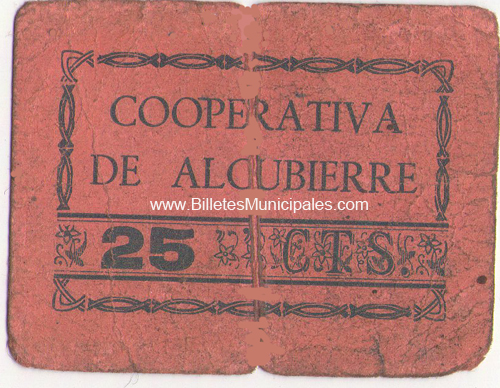 COOPERATIVA
DE ALCUBIERRE
www.BilletesMunicipales.com
25 CTS.